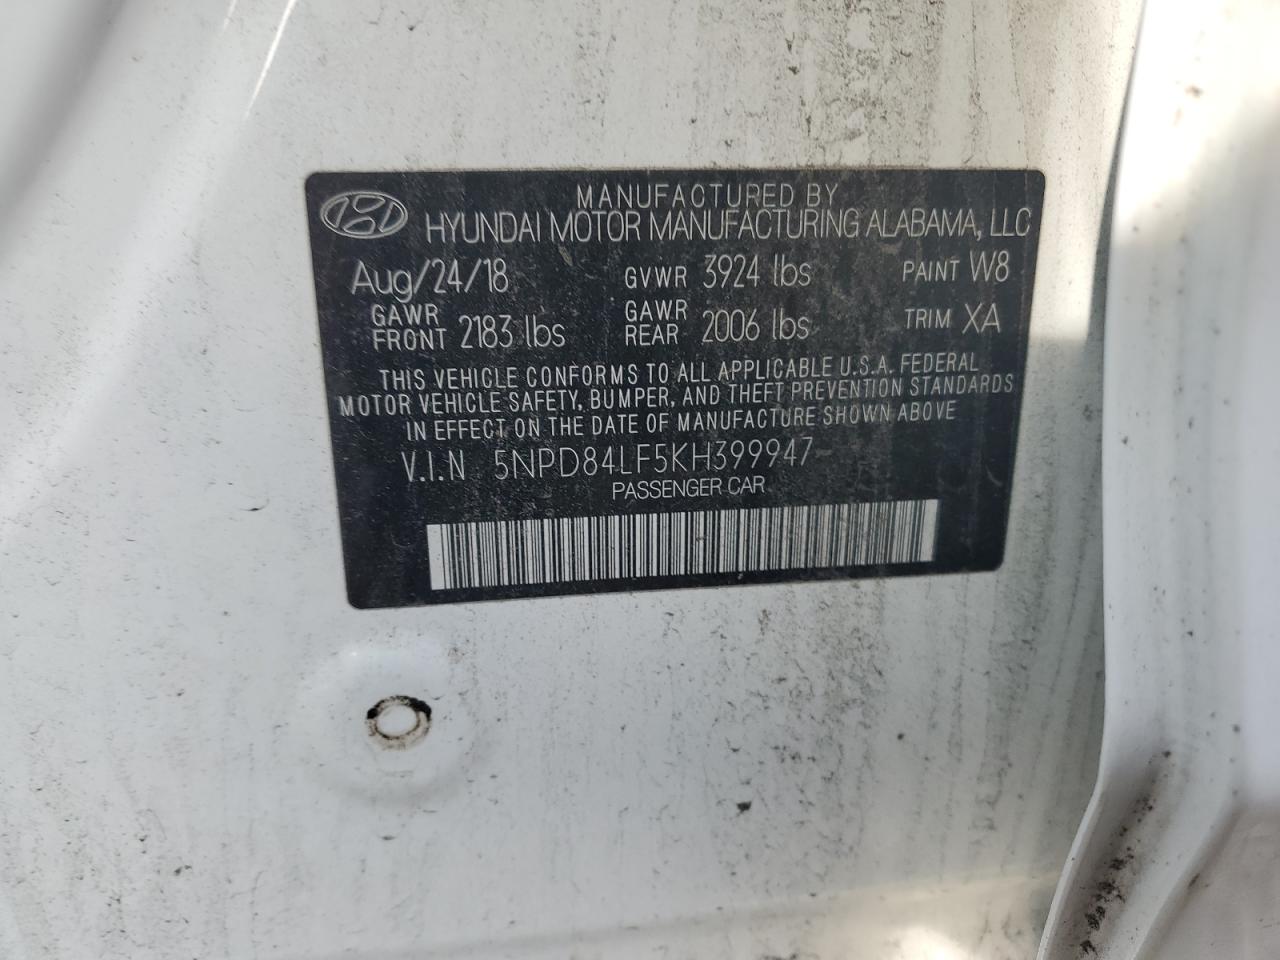 MANUFACTURED BY
HYUNDAI MOTOR MANUFACTURING ALABAMA, LLC
Aug/24/18 GVWR 3924 lbs PAINT W8
GAWR FRONT 2183 lbs GAWR REAR 2006 lbs TRIM XA
THIS VEHICLE CONFORMS TO ALL APPLICABLE U.S.A. FEDERAL
MOTOR VEHICLE SAFETY, BUMPER, AND THEFT PREVENTION STANDARDS
IN EFFECT ON THE DATE OF MANUFACTURE SHOWN ABOVE
V.I.N 5NPD84LF5KH399947
PASSENGER CAR